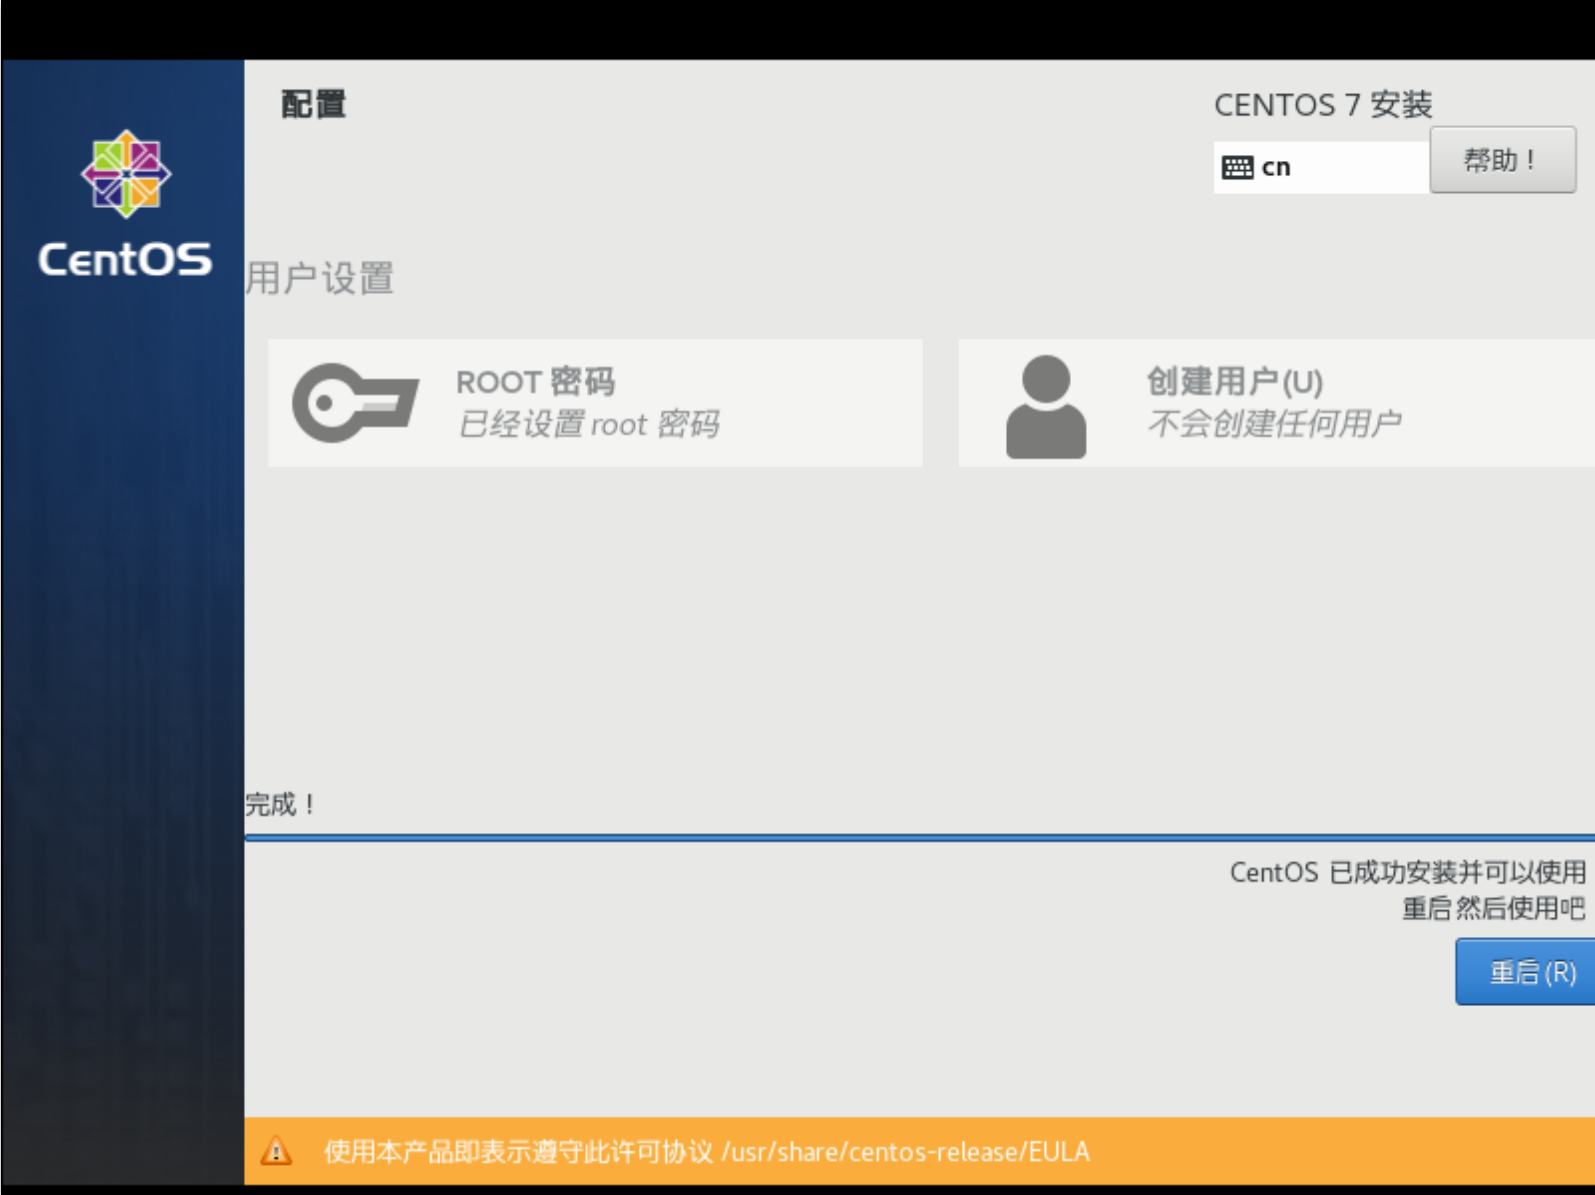 配置
CENTOS 7 安装
cn
帮助！
CentOS
用户设置
ROOT 密码
已经设置 root 密码
创建用户(U)
不会创建任何用户
完成！
CentOS 已成功安装并可以使用
重启然后使用吧
重启(R)
使用本产品即表示遵守此许可协议 /usr/share/centos-release/EULA